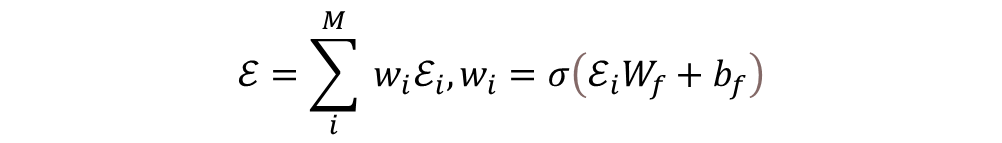 ℰ = ∑_{i}^{M} w_i ℰ_i, w_i = σ(ℰ_i W_f + b_f)